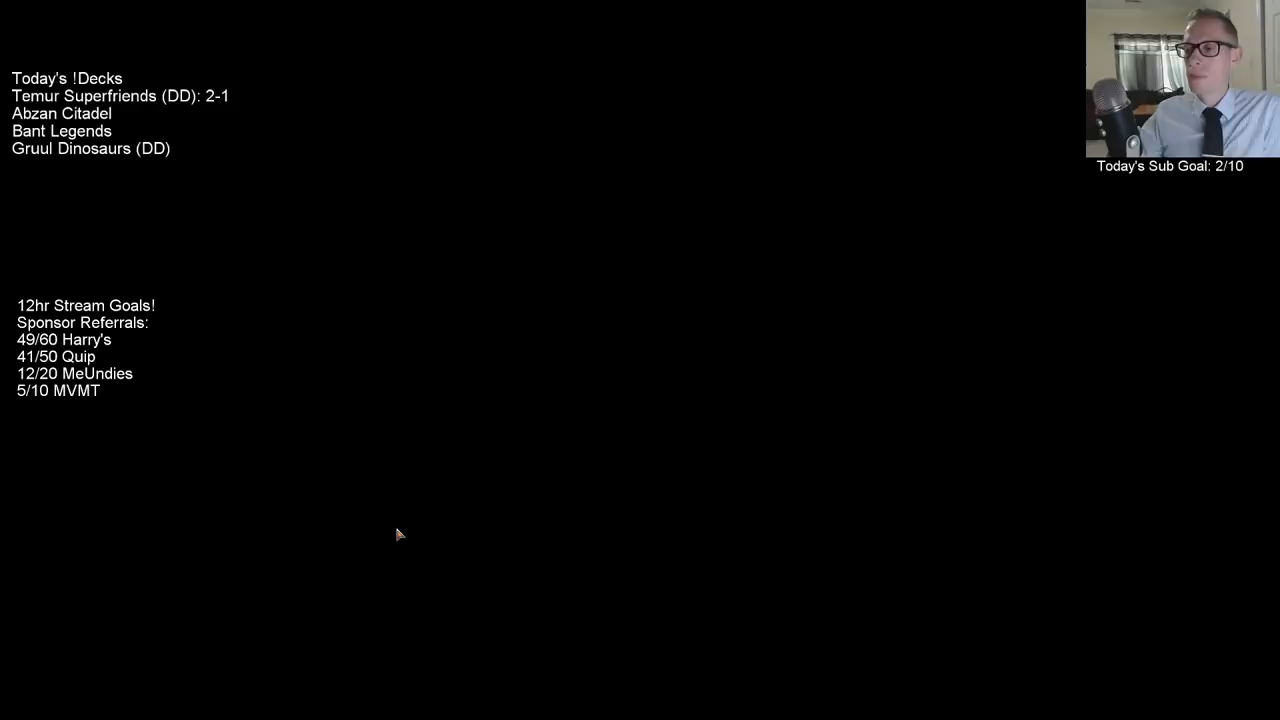 Today's !Decks
Temur Superfriends (DD): 2-1
Abzan Citadel
Bant Legends
Gruul Dinosaurs (DD)
Today's Sub Goal: 2/10
12hr Stream Goals!
Sponsor Referrals:
49/60 Harry's
41/50 Quip
12/20 MeUndies
5/10 MVMT